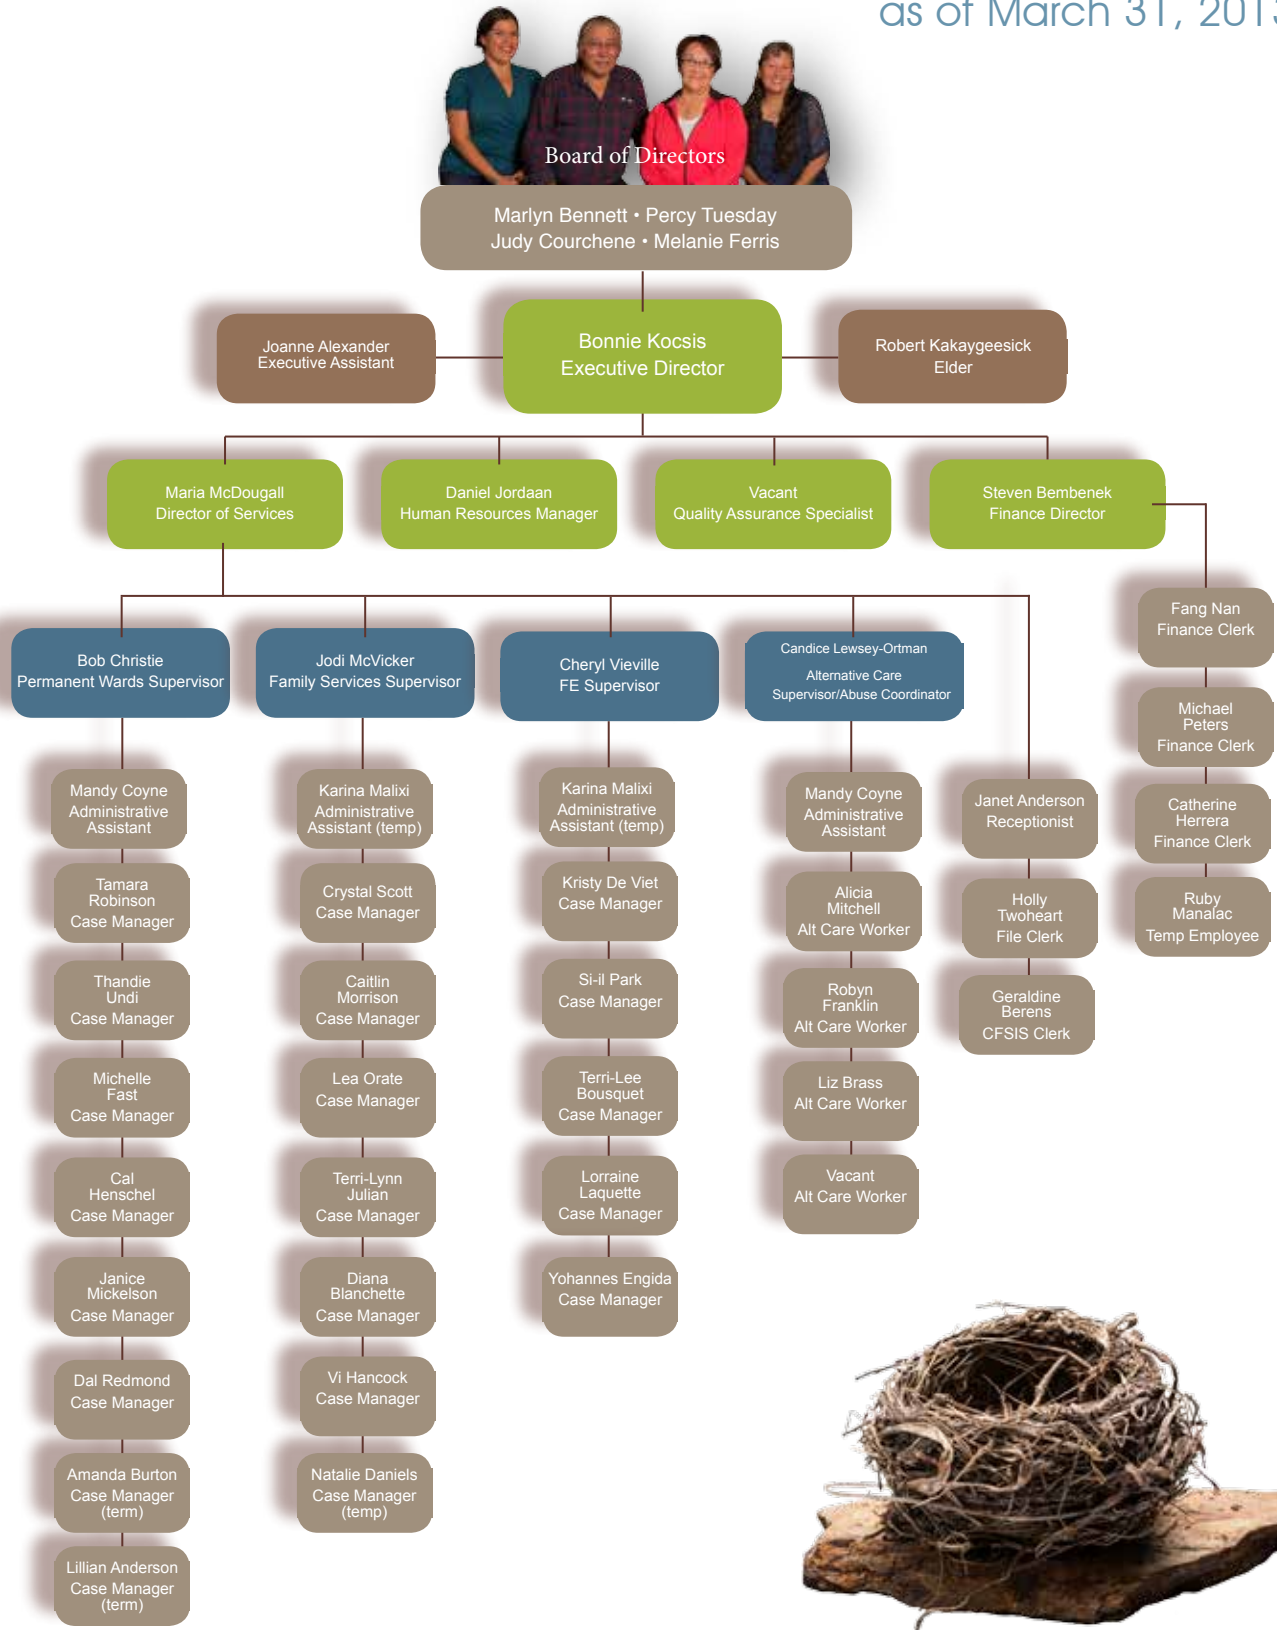 as of March 31, 2013
Board of Directors
Marlyn Bennett • Percy Tuesday
Judy Courchene • Melanie Ferris
Joanne Alexander
Executive Assistant
Bonnie Kocsis
Executive Director
Robert Kakaygeesick
Elder
Maria McDougall
Director of Services
Daniel Jordaan
Human Resources Manager
Vacant
Quality Assurance Specialist
Steven Bembenek
Finance Director
Fang Nan
Finance Clerk
Michael
Peters
Finance Clerk
Catherine
Herrera
Finance Clerk
Ruby
Manalac
Temp Employee
Bob Christie
Permanent Wards Supervisor
Mandy Coyne
Administrative
Assistant
Tamara
Robinson
Case Manager
Thandie
Undi
Case Manager
Michelle
Fast
Case Manager
Cal
Henschel
Case Manager
Janice
Mickelson
Case Manager
Dal Redmond
Case Manager
Amanda Burton
Case Manager
(term)
Lillian Anderson
Case Manager
(term)
Jodi McVicker
Family Services Supervisor
Karina Malixi
Administrative
Assistant (temp)
Crystal Scott
Case Manager
Caitlin
Morrison
Case Manager
Lea Orate
Case Manager
Terri-Lynn
Julian
Case Manager
Diana
Blanchette
Case Manager
Vi Hancock
Case Manager
Natalie Daniels
Case Manager
(temp)
Cheryl Vieville
FE Supervisor
Karina Malixi
Administrative
Assistant (temp)
Kristy De Viet
Case Manager
Si-il Park
Case Manager
Terri-Lee
Bousquet
Case Manager
Lorraine
Laquette
Case Manager
Yohannes Engida
Case Manager
Candice Lewsey-Ortman
Alternative Care
Supervisor/Abuse Coordinator
Mandy Coyne
Administrative
Assistant
Alicia
Mitchell
Alt Care Worker
Robyn
Franklin
Alt Care Worker
Liz Brass
Alt Care Worker
Vacant
Alt Care Worker
Janet Anderson
Receptionist
Holly
Twoheart
File Clerk
Geraldine
Berens
CFSIS Clerk